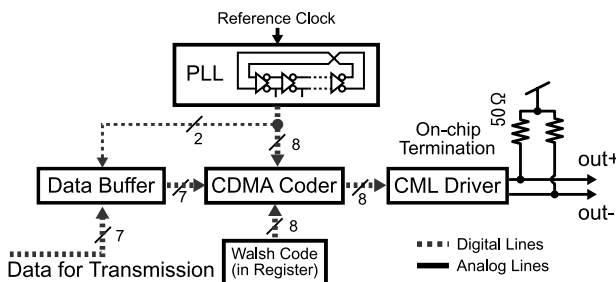 Reference Clock
PLL
2
8
50 Ω
On-chip
Termination
out+
Data Buffer
7
CDMA Coder
8
CML Driver
out-
7
8
Data for Transmission
Walsh Code
(in Register)
Digital Lines
Analog Lines